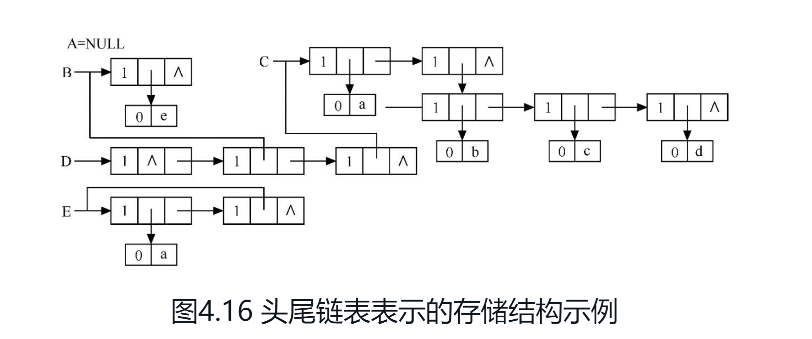 A=NULL
B 1 ∧
0 e
C 1 1 ∧
0 a
1 1 1 ∧
0 b 0 c 0 d
D 1 ∧ 1 1 ∧
E 1 1 ∧
0 a
图4.16 头尾链表表示的存储结构示例